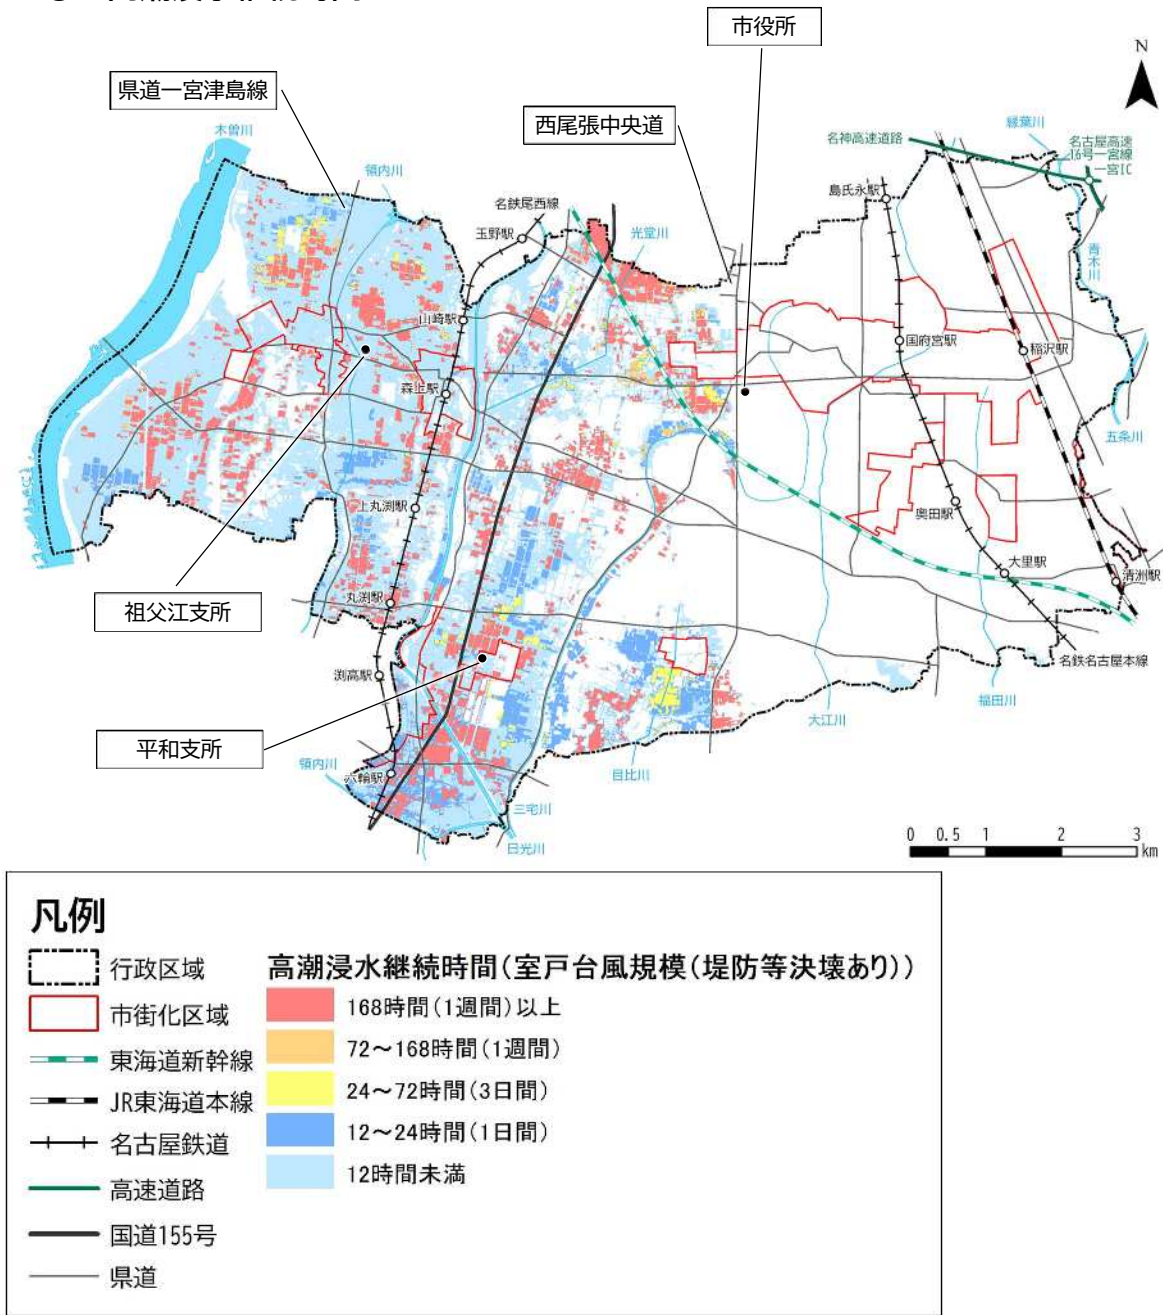 市役所
N
県道一宮津島線
西尾張中央道
木曽川
領内川
名鉄尾西線
玉野駅
光堂川
名神高速道路
縁葉川
名古屋高速
16号一宮線
一宮IC
島氏永駅
青木川
山崎駅
国府宮駅
稲沢駅
森上駅
五条川
上丸渕駅
奥田駅
大里駅
清洲駅
祖父江支所
丸渕駅
名鉄名古屋本線
渕高駅
福田川
大江川
平和支所
領内川
六輪駅
目比川
三宅川
日光川
0 0.5 1 2 3
km
凡例
行政区域
市街化区域
東海道新幹線
JR東海道本線
名古屋鉄道
高速道路
国道155号
県道
高潮浸水継続時間(室戸台風規模(堤防等決壊あり))
168時間(1週間)以上
72～168時間(1週間)
24～72時間(3日間)
12～24時間(1日間)
12時間未満